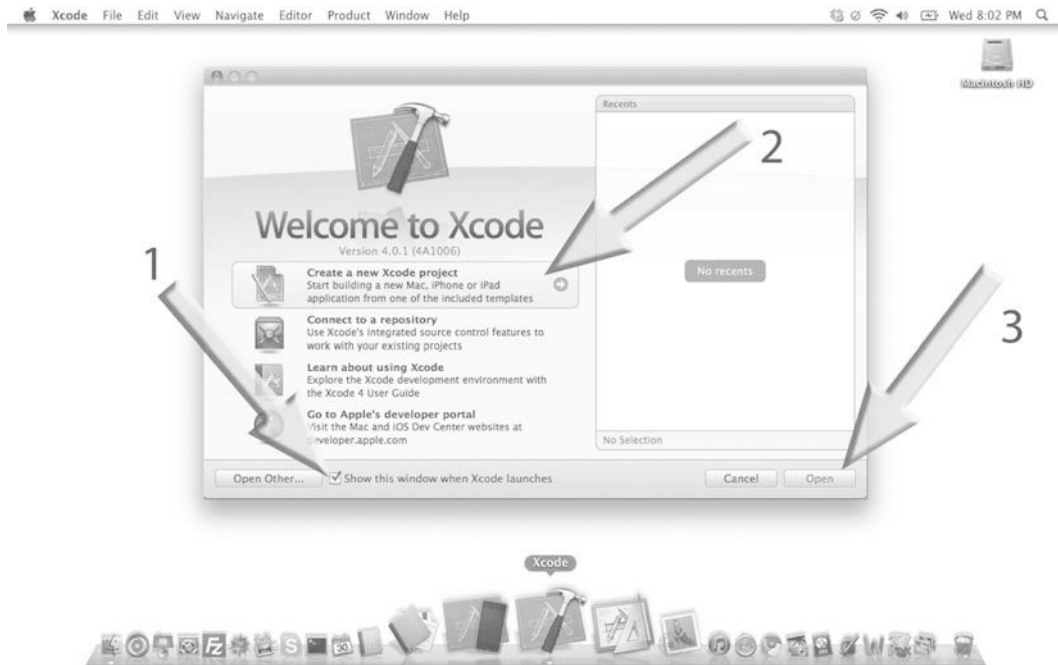 Xcode File Edit View Navigate Editor Product Window Help
Wed 8:02 PM
Macintosh HD
Recents
2
Welcome to Xcode
Version 4.0.1 (4A1006)
1
Create a new Xcode project
Start building a new Mac, iPhone or iPad
application from one of the included templates
No recents
Connect to a repository
Use Xcode's integrated source control features to
work with your existing projects
3
Learn about using Xcode
Explore the Xcode development environment with
the Xcode 4 User Guide
Go to Apple's developer portal
Visit the Mac and iOS Dev Center websites at
developer.apple.com
No Selection
Open Other...
Show this window when Xcode launches
Cancel
Open
Xcode
Fz
S
30
W